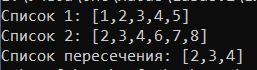 Список 1: [1,2,3,4,5]
Список 2: [2,3,4,6,7,8]
Список пересечения: [2,3,4]